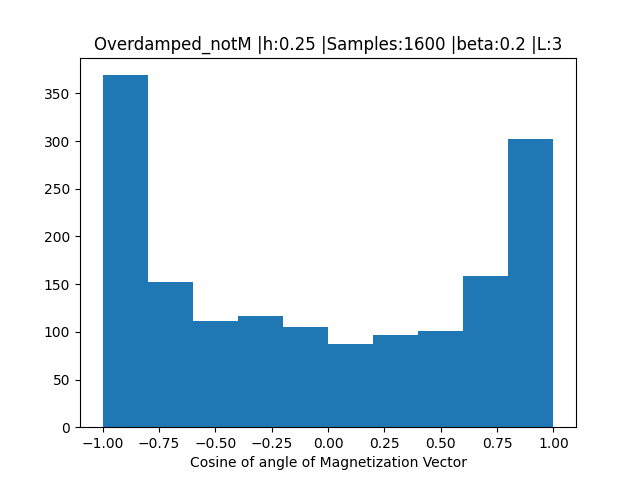 Overdamped_notM |h:0.25 |Samples:1600 |beta:0.2 |L:3
350
300
250
200
150
100
50
0
−1.00 −0.75 −0.50 −0.25 0.00 0.25 0.50 0.75 1.00
Cosine of angle of Magnetization Vector